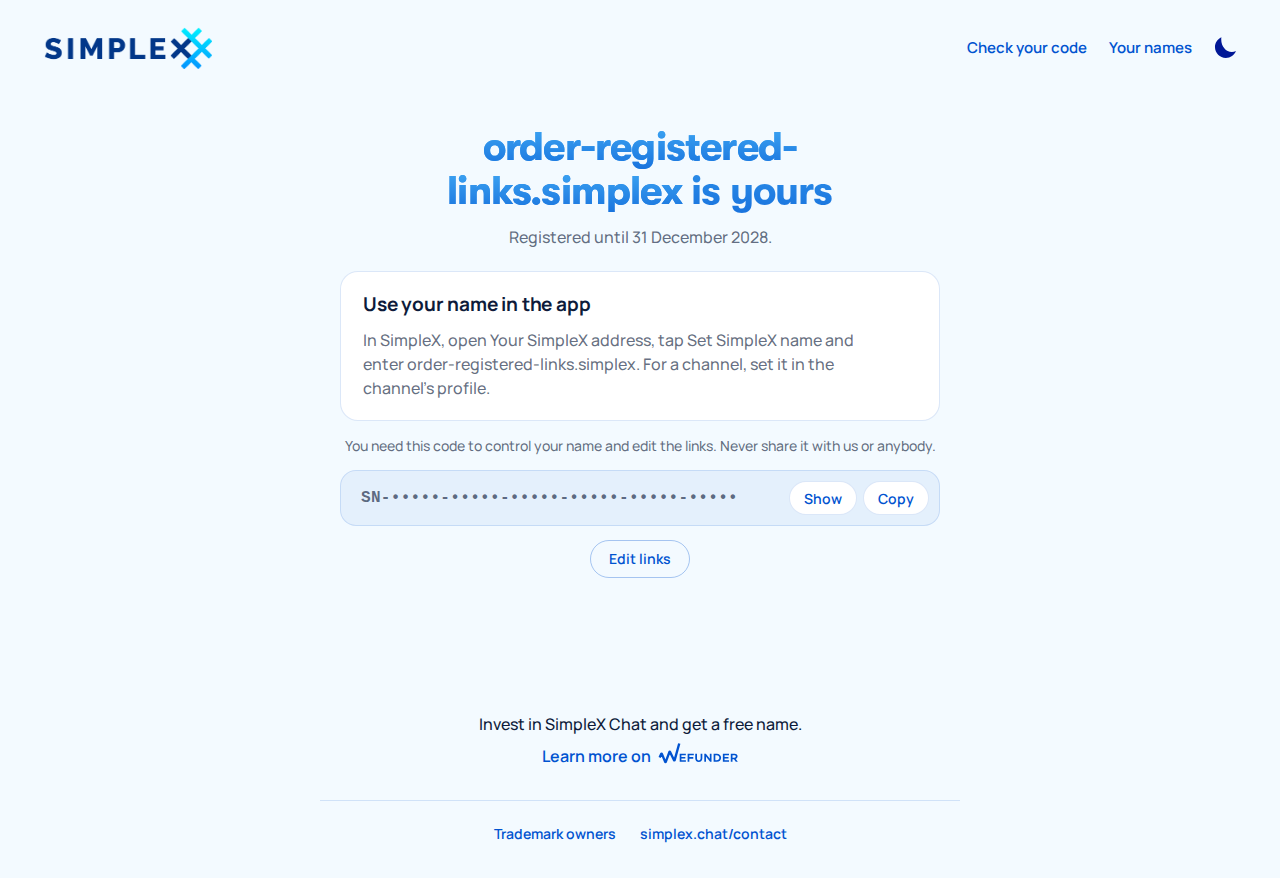 SIMPLEX
Check your code
Your names
order-registered-
links.simplex is yours
Registered until 31 December 2028.
Use your name in the app
In SimpleX, open Your SimpleX address, tap Set SimpleX name and
enter order-registered-links.simplex. For a channel, set it in the
channel's profile.
You need this code to control your name and edit the links. Never share it with us or anybody.
SN-•••••-•••••-•••••-•••••-•••••-•••••
Show
Copy
Edit links
Invest in SimpleX Chat and get a free name.
Learn more on WEFUNDER
Trademark owners
simplex.chat/contact